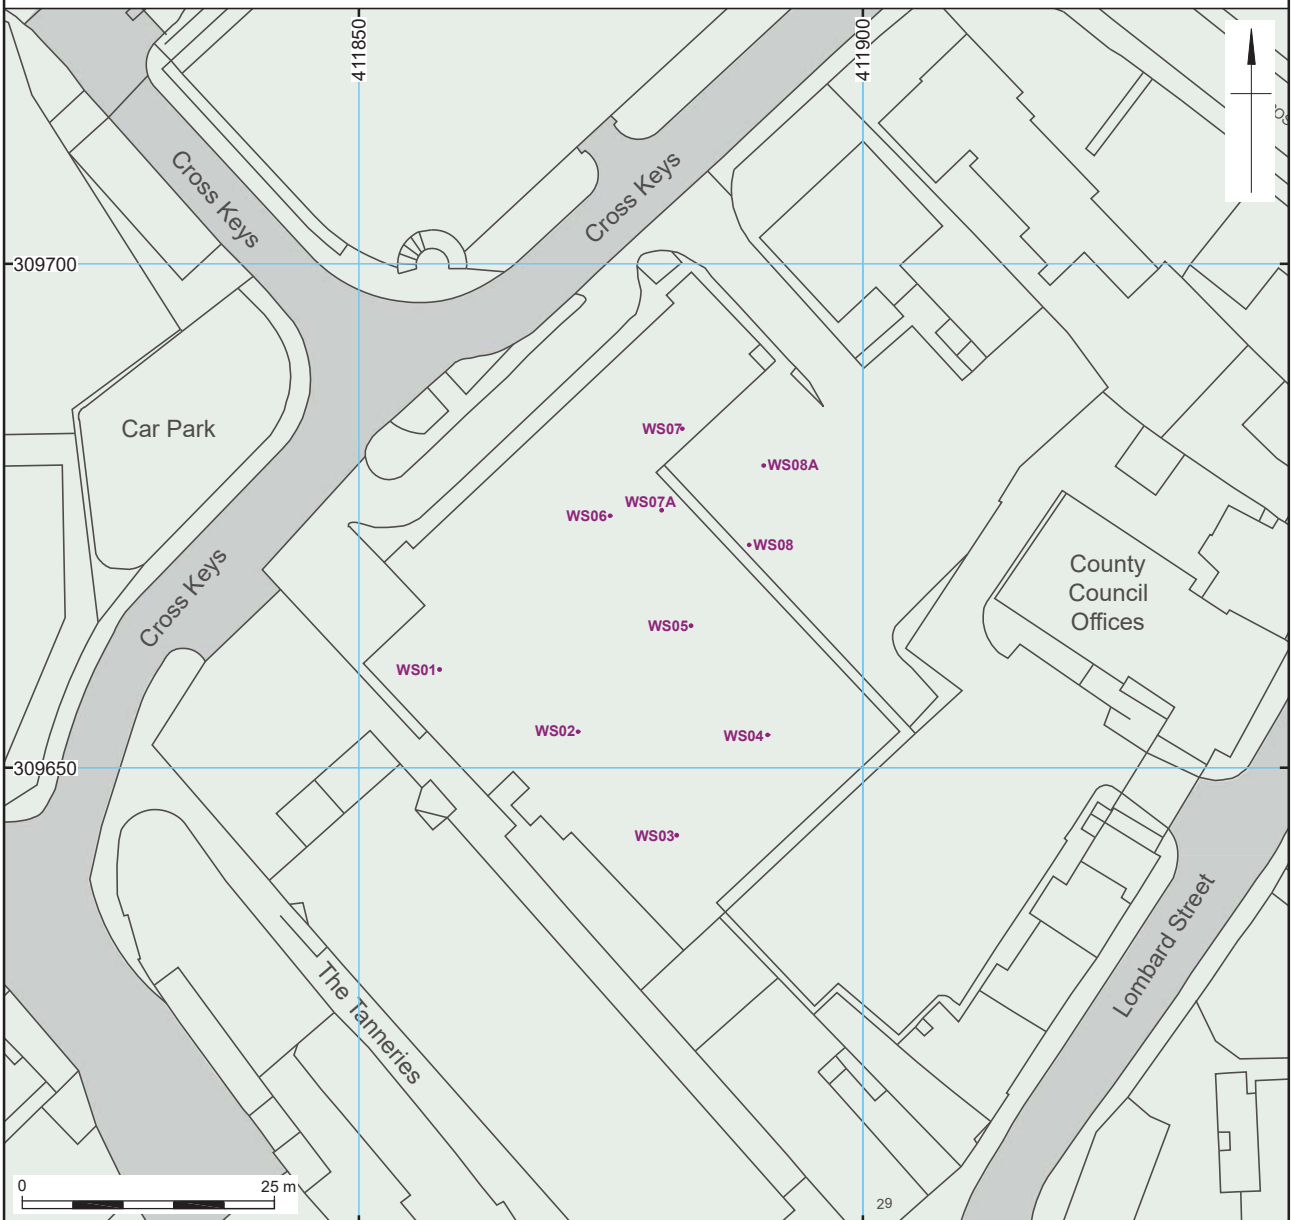 411850
411900
Cross Keys
Cross Keys
309700
Car Park
WS07
WS08A
WS07A
WS06
WS08
County
Council
Offices
Cross Keys
WS05
WS01
WS02
WS04
309650
WS03
Lombard Street
The Tanneries
0
25 m
29